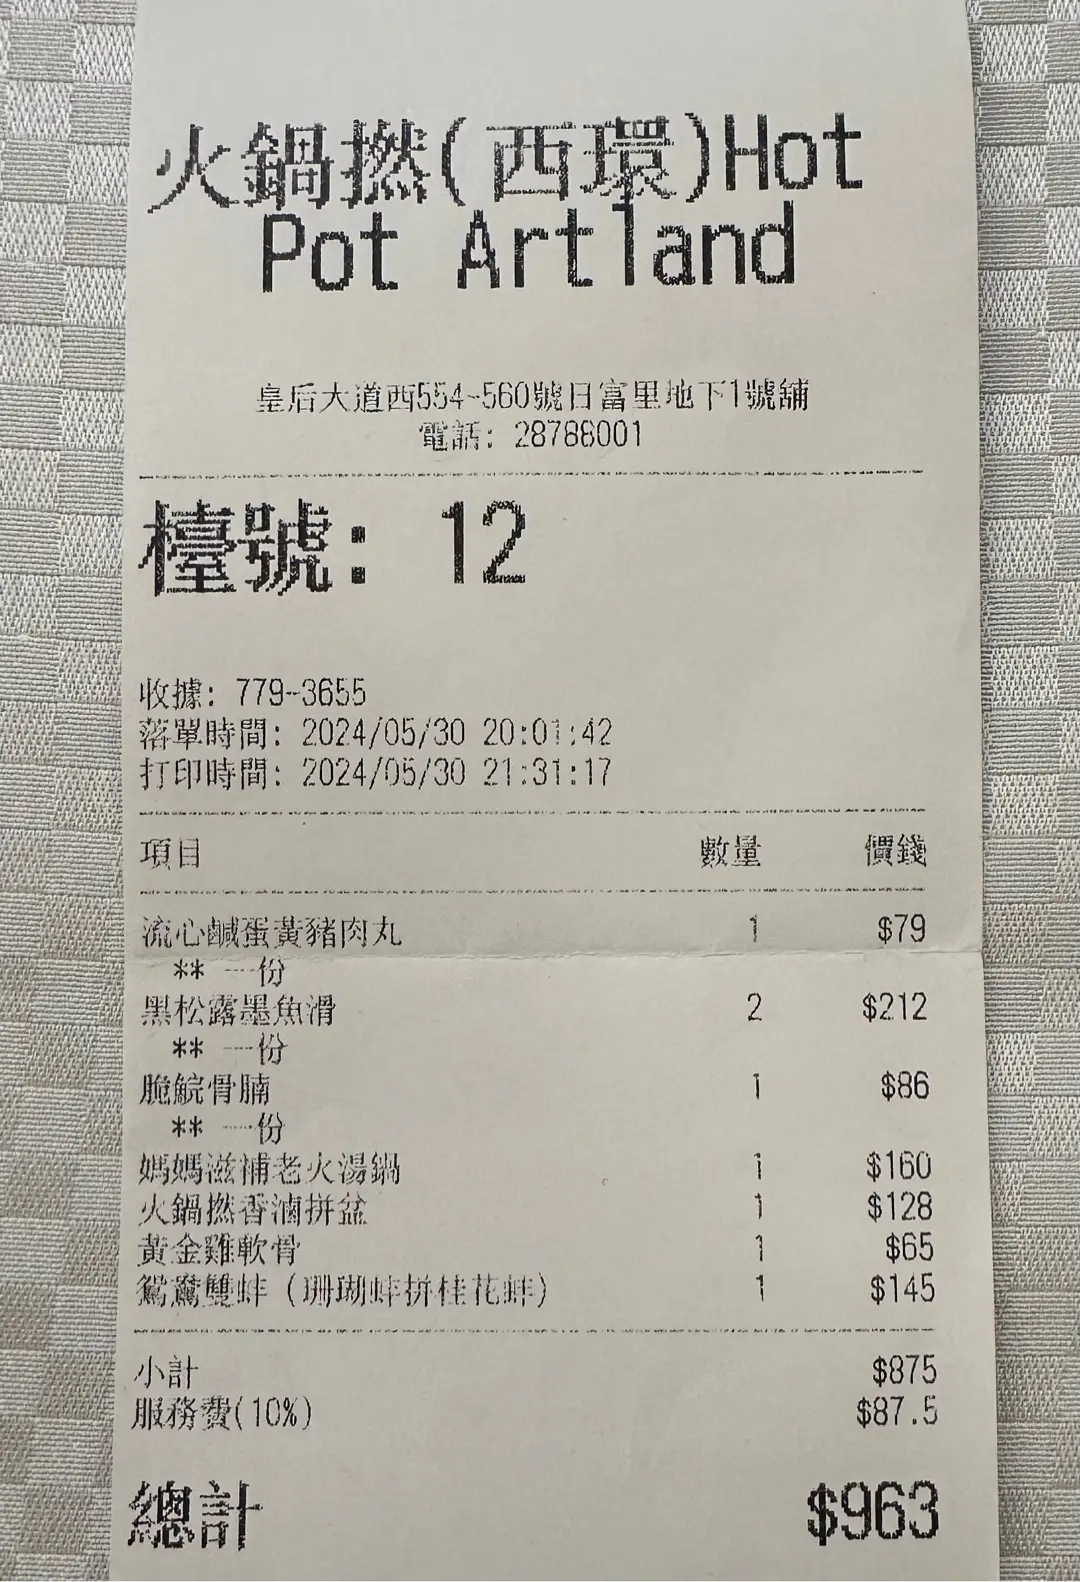 火鍋撚(西環)Hot
Pot Artland
皇后大道西554-560號日富里地下1號舖
電話: 28788001
檯號: 12
收據: 779-3655
落單時間: 2024/05/30 20:01:42
打印時間: 2024/05/30 21:31:17
項目 數量 價錢
流心鹹蛋黃豬肉丸 1 $79
** 一份
黑松露墨魚滑 2 $212
** 一份
脆鯇骨腩 1 $86
** 一份
媽媽滋補老火湯鍋 1 $160
火鍋撚香滷拼盆 1 $128
黃金雞軟骨 1 $65
鴛鴦雙蚌（珊瑚蚌拼桂花蚌） 1 $145
小計 $875
服務費(10%) $87.5
總計 $963